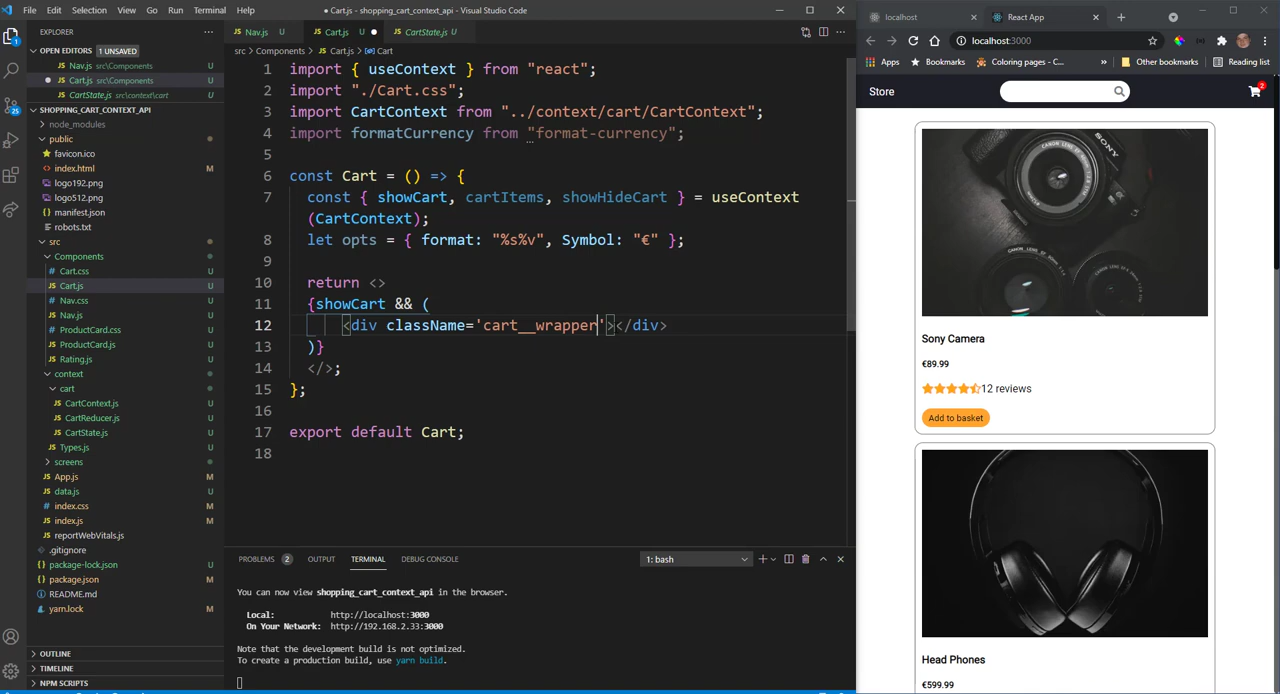 File Edit Selection View Go Run Terminal Help
● Cart.js - shopping_cart_context_api - Visual Studio Code
EXPLORER
OPEN EDITORS 1 UNSAVED
Nav.js src\Components
Cart.js src\Components
CartState.js src\context\cart
SHOPPING_CART_CONTEXT_API
node_modules
public
favicon.ico
index.html M
logo192.png
logo512.png
manifest.json
robots.txt
src
Components
Cart.css U
Cart.js U
Nav.css U
Nav.js U
ProductCard.css U
ProductCard.js U
Rating.js U
context
cart
CartContext.js U
CartReducer.js U
CartState.js U
Types.js U
screens
App.js M
data.js U
index.css M
index.js M
reportWebVitals.js
.gitignore
package-lock.json U
package.json M
README.md
yarn.lock M
OUTLINE
TIMELINE
NPM SCRIPTS
1
25
Nav.js U Cart.js U ● CartState.js U
src > Components > Cart.js > Cart
1 import { useContext } from "react";
2 import "./Cart.css";
3 import CartContext from "../context/cart/CartContext";
4 import formatCurrency from "format-currency";
5
6 const Cart = () => {
7 const { showCart, cartItems, showHideCart } = useContext
(CartContext);
8 let opts = { format: "%s%v", Symbol: "€" };
9
10 return <>
11 {showCart && (
12 <div className='cart__wrapper'></div>
13 )}
14 </>;
15 };
16
17 export default Cart;
18
PROBLEMS 2 OUTPUT TERMINAL DEBUG CONSOLE 1: bash
You can now view shopping_cart_context_api in the browser.
Local: http://localhost:3000
On Your Network: http://192.168.2.33:3000
Note that the development build is not optimized.
To create a production build, use yarn build.
localhost React App
localhost:3000
Apps Bookmarks Coloring pages - C... » Other bookmarks Reading list
Store 2
SONY
Sony Camera
€89.99
12 reviews
Add to basket
Head Phones
€599.99